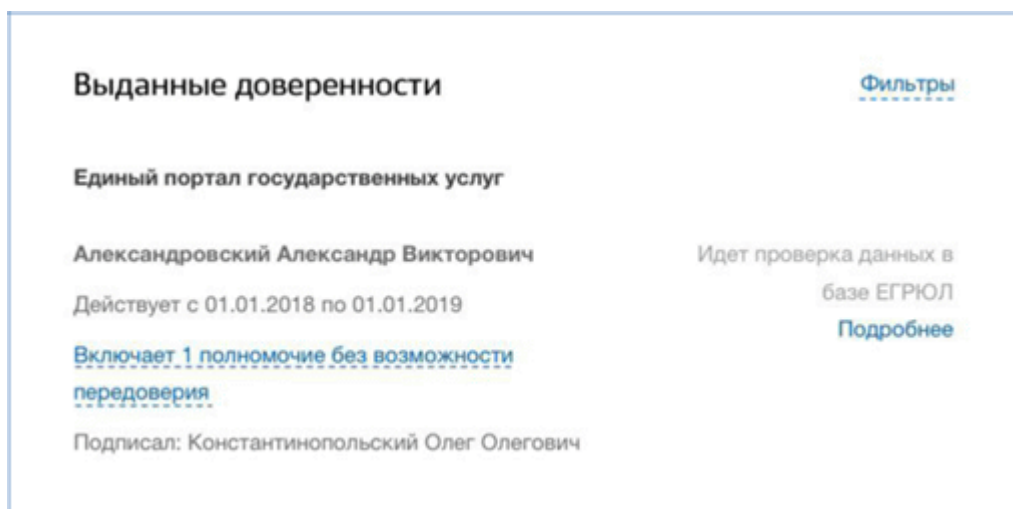 Выданные доверенности
Фильтры
Единый портал государственных услуг
Александровский Александр Викторович
Идет проверка данных в
базе ЕГРЮЛ
Подробнее
Действует с 01.01.2018 по 01.01.2019
Включает 1 полномочие без возможности
передоверия
Подписал: Константинопольский Олег Олегович